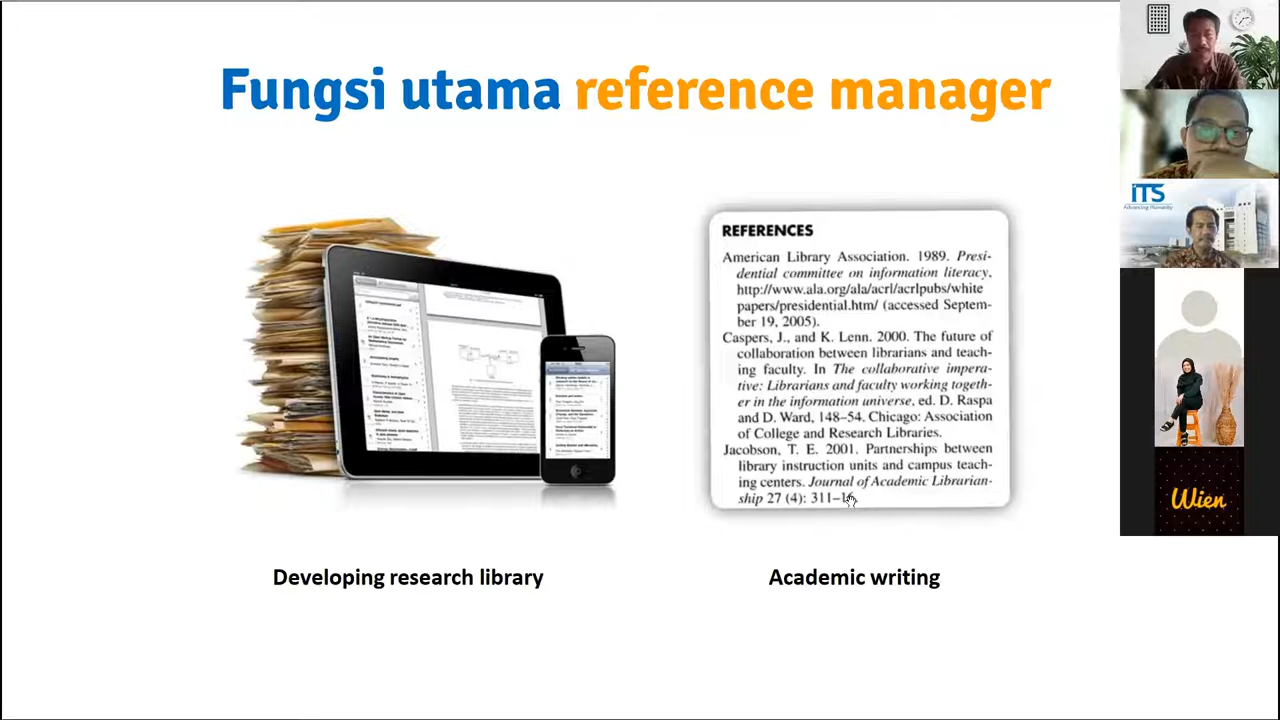 Fungsi utama reference manager
REFERENCES
American Library Association. 1989. Presi-
dential committee on information literacy,
http://www.ala.org/ala/acrl/acrlpubs/white
papers/presidential.htm/ (accessed Septem-
ber 19, 2005).
Caspers, J., and K. Lenn. 2000. The future of
collaboration between librarians and teach-
ing faculty. In The collaborative impera-
tive: Librarians and faculty working togeth-
er in the information universe, ed. D. Raspa
and D. Ward, 148–54. Chicago: Association
of College and Research Libraries.
Jacobson, T. E. 2001. Partnerships between
library instruction units and campus teach-
ing centers. Journal of Academic Librarian-
ship 27 (4): 311–
Developing research library
Academic writing
ITS
Advancing Humanity
Wien